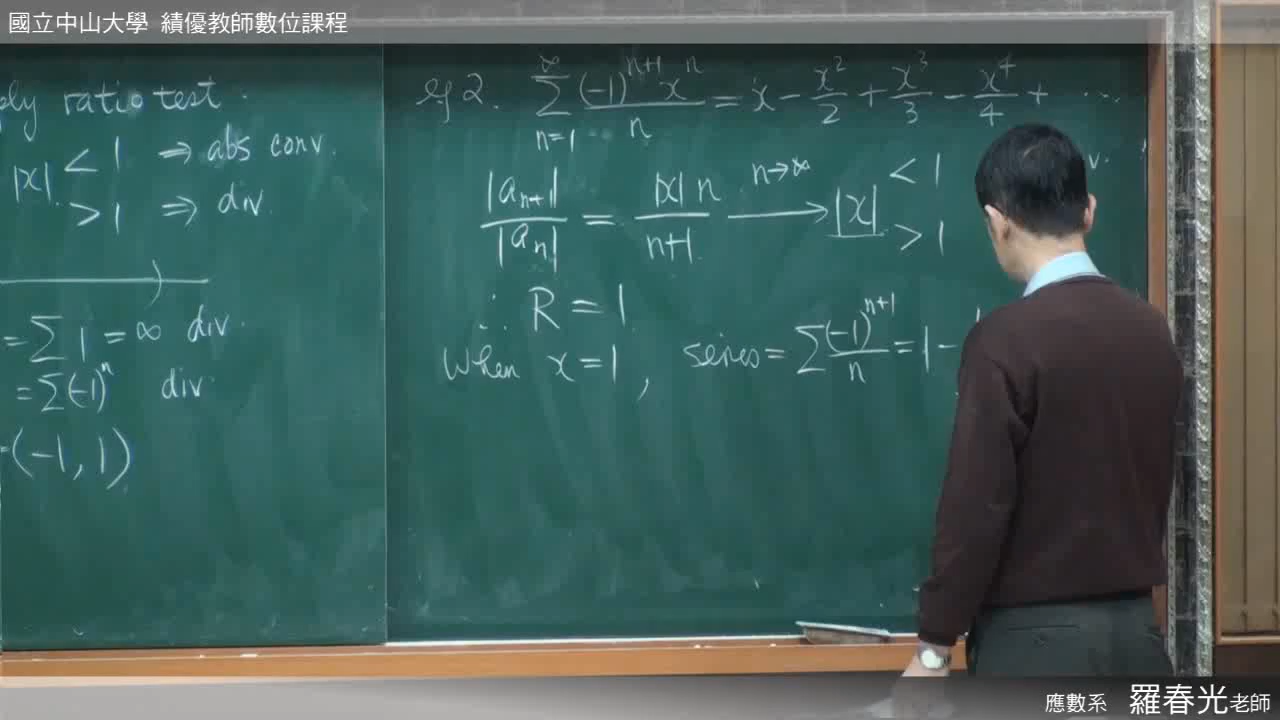 國立中山大學 績優教師數位課程
ratio test.
|x| < 1 ⇒ abs conv.
> 1 ⇒ div.
= ∑ 1 = ∞ div.
= ∑(-1)^n div.
=(-1, 1)
eg 2. ∑_{n=1}^{∞} (-1)^{n+1} x^n / n = x - x^2/2 + x^3/3 - x^4/4 + ...
|a_{n+1}| / |a_n| = |x| n / n+1 n→∞ → |x| < 1
> 1
∴ R = 1
When x = 1, series = ∑ (-1)^{n+1} / n = 1 -
應數系 羅春光老師